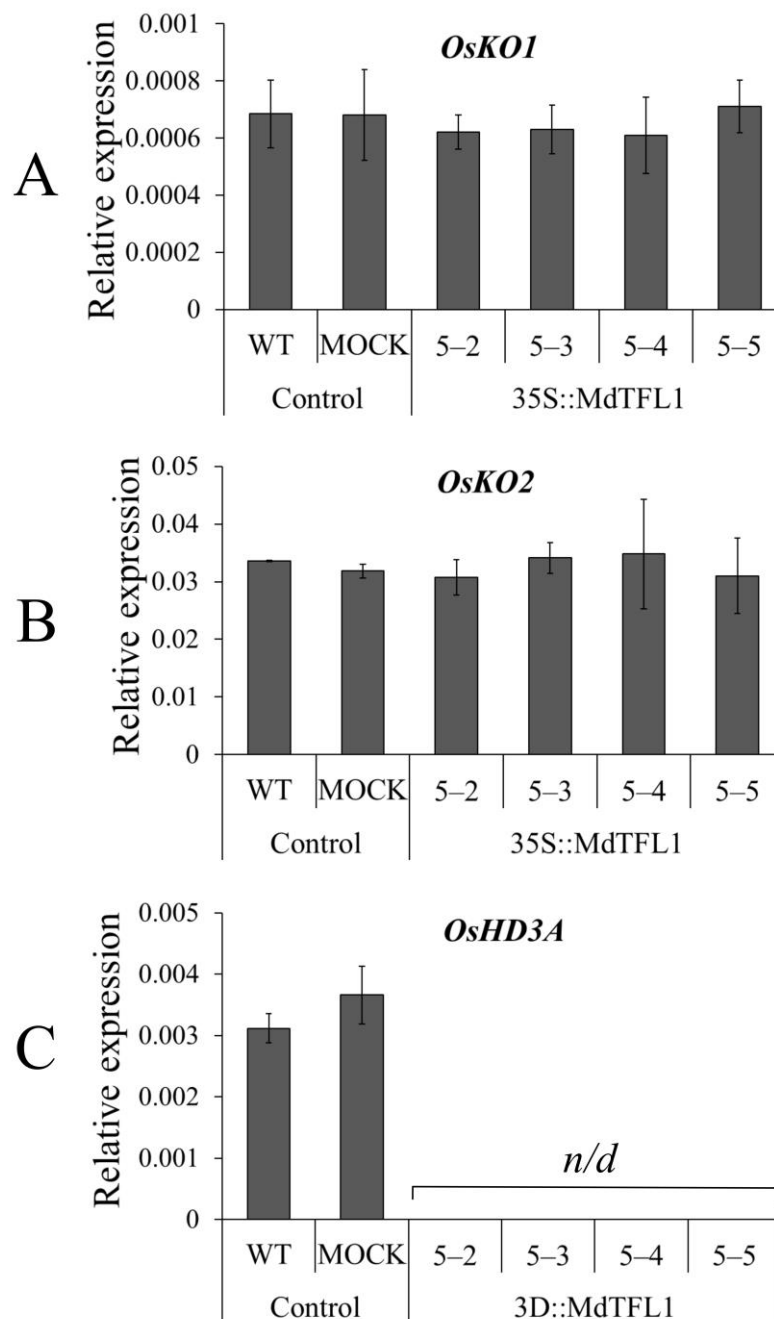 A
Relative expression
OsKO1
0.001
0.0008
0.0006
0.0004
0.0002
0
WT MOCK 5–2 5–3 5–4 5–5
Control 35S::MdTFL1
B
Relative expression
OsKO2
0.05
0.04
0.03
0.02
0.01
0
WT MOCK 5–2 5–3 5–4 5–5
Control 35S::MdTFL1
C
Relative expression
OsHD3A
0.005
0.004
0.003
0.002
0.001
0
n/d
WT MOCK 5–2 5–3 5–4 5–5
Control 3D::MdTFL1